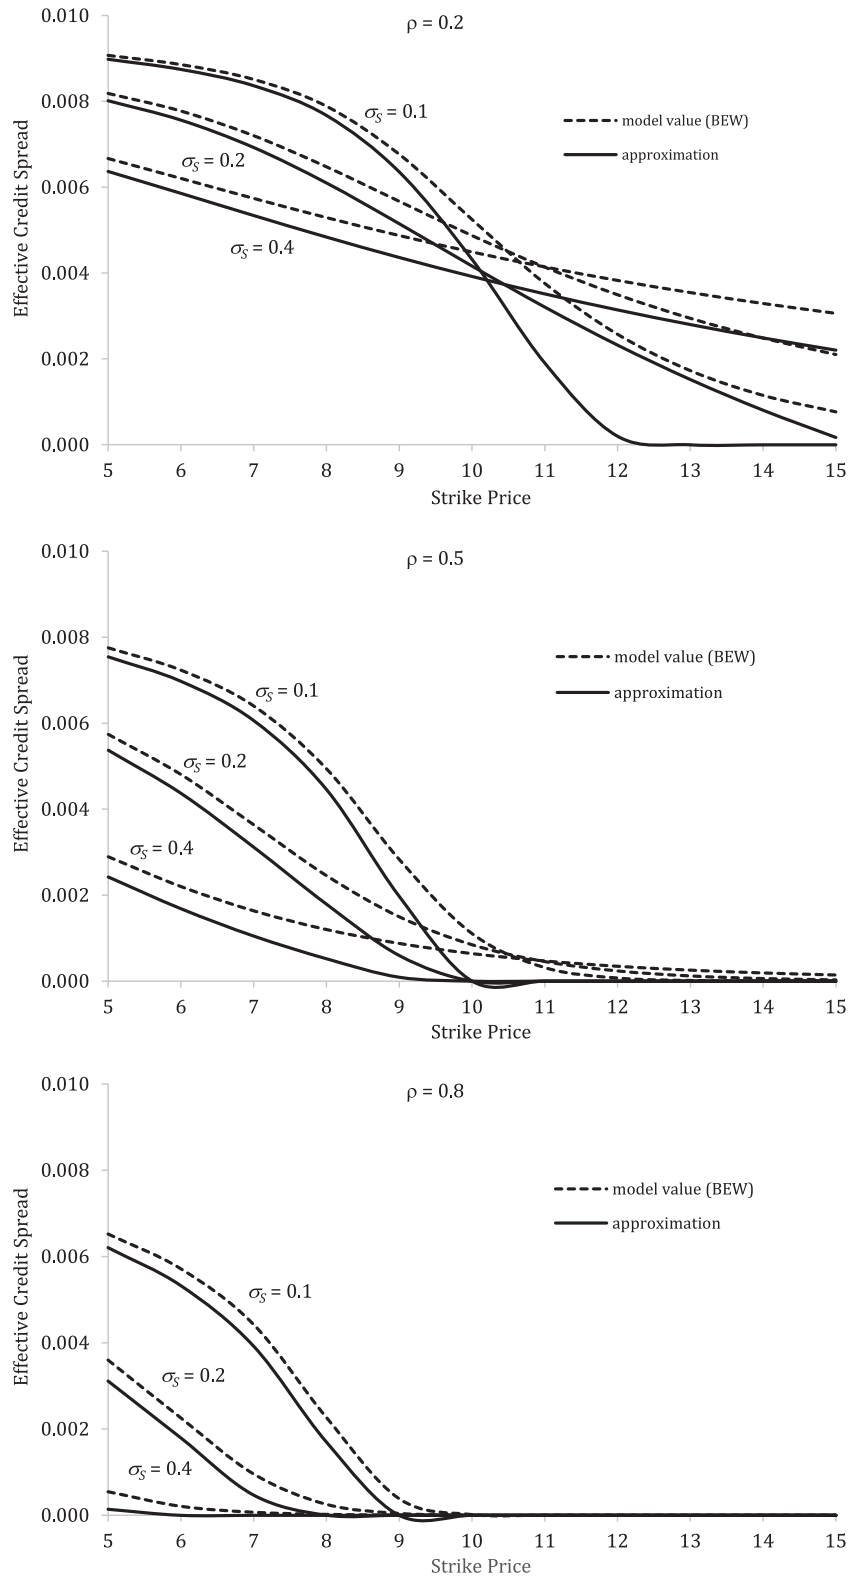 0.010
ρ = 0.2
0.008
σS = 0.1
model value (BEW)
σS = 0.2
approximation
0.006
σS = 0.4
0.004
0.002
0.000
Effective Credit Spread
5 6 7 8 9 10 11 12 13 14 15
Strike Price
0.010
ρ = 0.5
0.008
model value (BEW)
σS = 0.1
approximation
0.006
σS = 0.2
0.004
σS = 0.4
0.002
0.000
Effective Credit Spread
5 6 7 8 9 10 11 12 13 14 15
Strike Price
0.010
ρ = 0.8
0.008
model value (BEW)
approximation
0.006
σS = 0.1
0.004
σS = 0.2
0.002
σS = 0.4
0.000
Effective Credit Spread
5 6 7 8 9 10 11 12 13 14 15
Strike Price